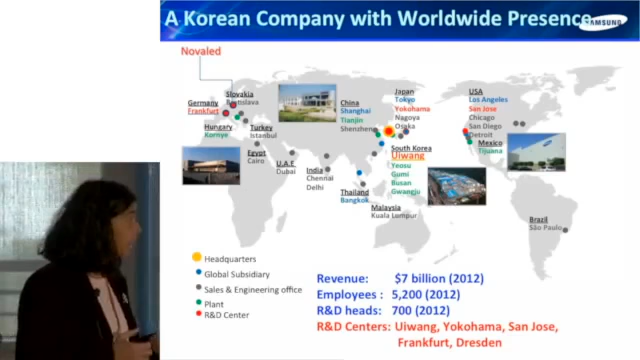 A Korean Company with Worldwide Presence
SAMSUNG
Novaled
Slovakia
Bratislava
Germany
Frankfurt
Hungary
Komye
Turkey
Istanbul
Egypt
Cairo
U.A.E
Dubai
India
Chennai
Delhi
China
Shanghai
Tianjin
Shenzhen
Japan
Tokyo
Yokohama
Nagoya
Osaka
South Korea
Uiwang
Yeosu
Gumi
Busan
Gwangju
Thailand
Bangkok
Malaysia
Kuala Lumpur
USA
Los Angeles
San Jose
Chicago
San Diego
Detroit
Mexico
Tijuana
Brazil
São Paulo
Headquarters
Global Subsidiary
Sales & Engineering office
Plant
R&D Center
Revenue: $7 billion (2012)
Employees : 5,200 (2012)
R&D heads: 700 (2012)
R&D Centers: Uiwang, Yokohama, San Jose,
Frankfurt, Dresden